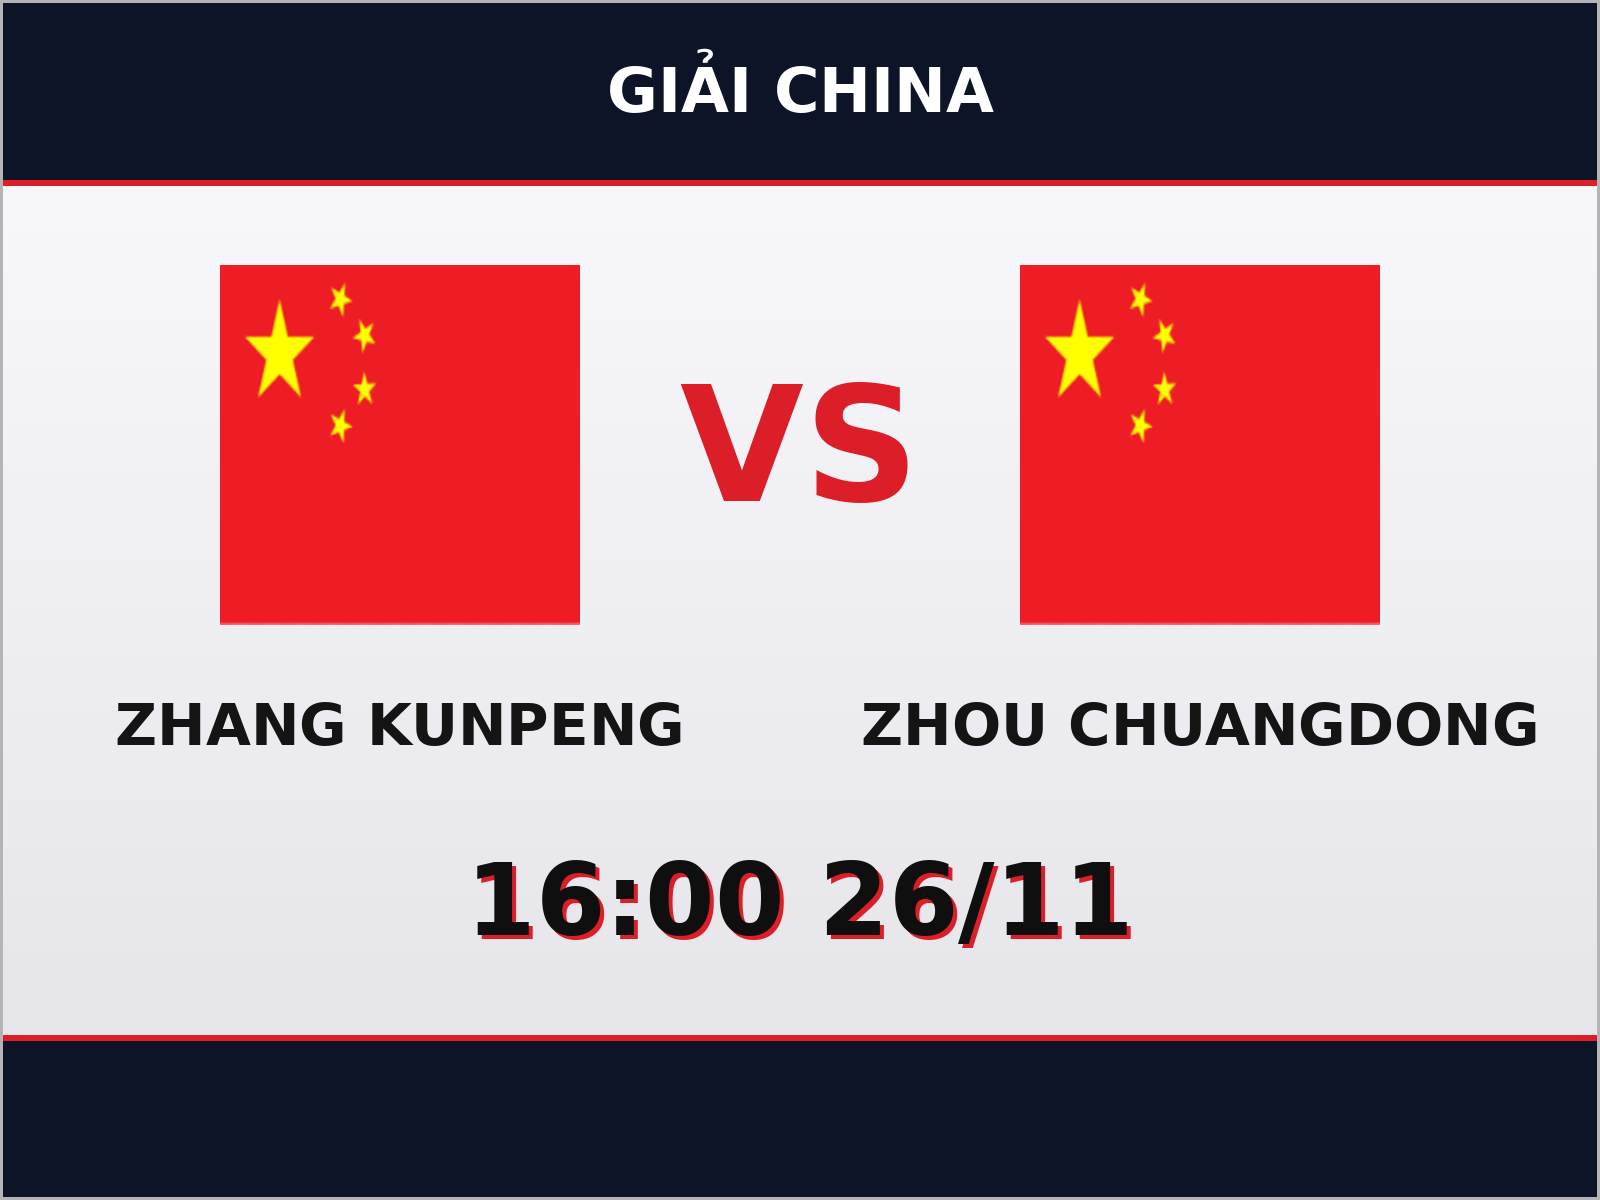 GIẢI CHINA
VS
ZHANG KUNPENG
ZHOU CHUANGDONG
16:00 26/11